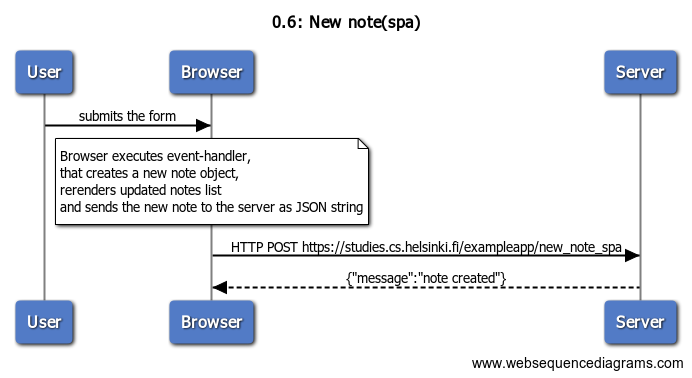 0.6: New note(spa)
User
Browser
Server
submits the form
Browser executes event-handler,
that creates a new note object,
rerenders updated notes list
and sends the new note to the server as JSON string
HTTP POST https://studies.cs.helsinki.fi/exampleapp/new_note_spa
{"message":"note created"}
User
Browser
Server
www.websequencediagrams.com